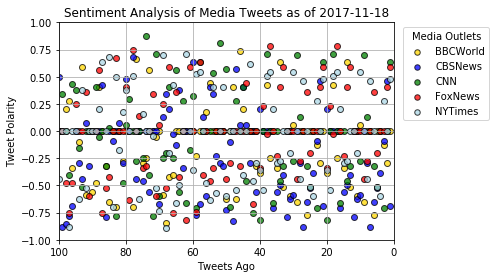 Sentiment Analysis of Media Tweets as of 2017-11-18
Tweet Polarity
1.00
0.75
0.50
0.25
0.00
−0.25
−0.50
−0.75
−1.00
100
80
60
40
20
0
Tweets Ago
Media Outlets
BBCWorld
CBSNews
CNN
FoxNews
NYTimes